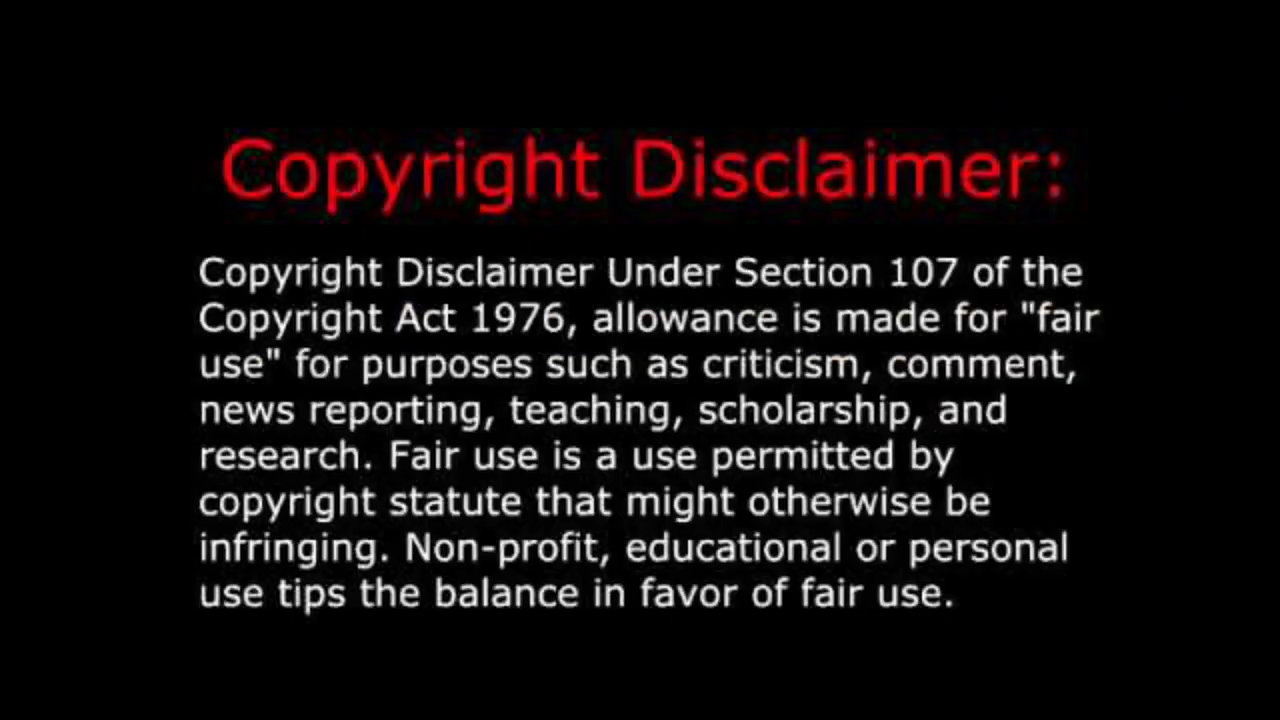 Copyright Disclaimer:
Copyright Disclaimer Under Section 107 of the
Copyright Act 1976, allowance is made for "fair
use" for purposes such as criticism, comment,
news reporting, teaching, scholarship, and
research. Fair use is a use permitted by
copyright statute that might otherwise be
infringing. Non-profit, educational or personal
use tips the balance in favor of fair use.